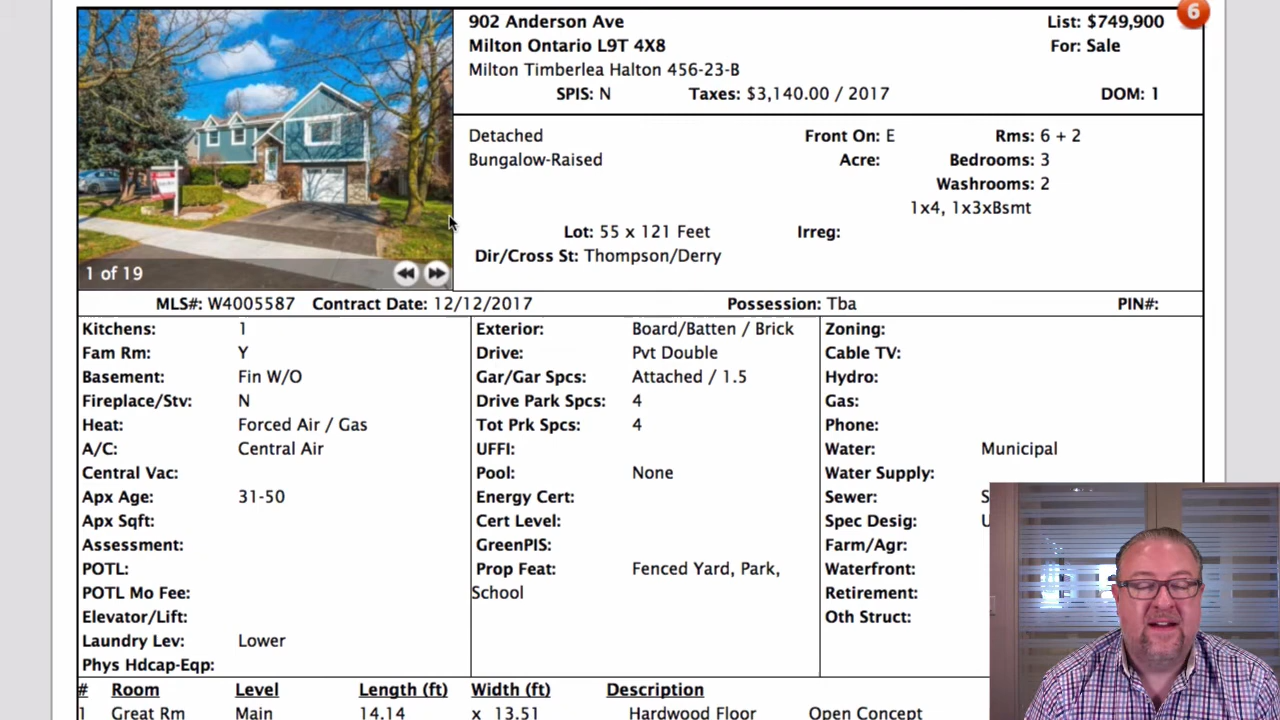 902 Anderson Ave List: $749,900 6
Milton Ontario L9T 4X8 For: Sale
Milton Timberlea Halton 456-23-B
SPIS: N Taxes: $3,140.00 / 2017 DOM: 1
Detached Front On: E Rms: 6 + 2
Bungalow-Raised Acre: Bedrooms: 3
Washrooms: 2
1x4, 1x3xBsmt
Lot: 55 x 121 Feet Irreg:
Dir/Cross St: Thompson/Derry
1 of 19
MLS#: W4005587 Contract Date: 12/12/2017 Possession: Tba PIN#:
Kitchens: 1 Exterior: Board/Batten / Brick Zoning:
Fam Rm: Y Drive: Pvt Double Cable TV:
Basement: Fin W/O Gar/Gar Spcs: Attached / 1.5 Hydro:
Fireplace/Stv: N Drive Park Spcs: 4 Gas:
Heat: Forced Air / Gas Tot Prk Spcs: 4 Phone:
A/C: Central Air UFFI: Water: Municipal
Central Vac: Pool: None Water Supply:
Apx Age: 31-50 Energy Cert: Sewer:
Apx Sqft: Cert Level: Spec Desig:
Assessment: GreenPIS: Farm/Agr:
POTL: Prop Feat: Fenced Yard, Park, Waterfront:
POTL Mo Fee: School Retirement:
Elevator/Lift: Oth Struct:
Laundry Lev: Lower
Phys Hdcap-Eqp:
# Room Level Length (ft) Width (ft) Description
1 Great Rm Main 14.14 x 13.51 Hardwood Floor Open Concept